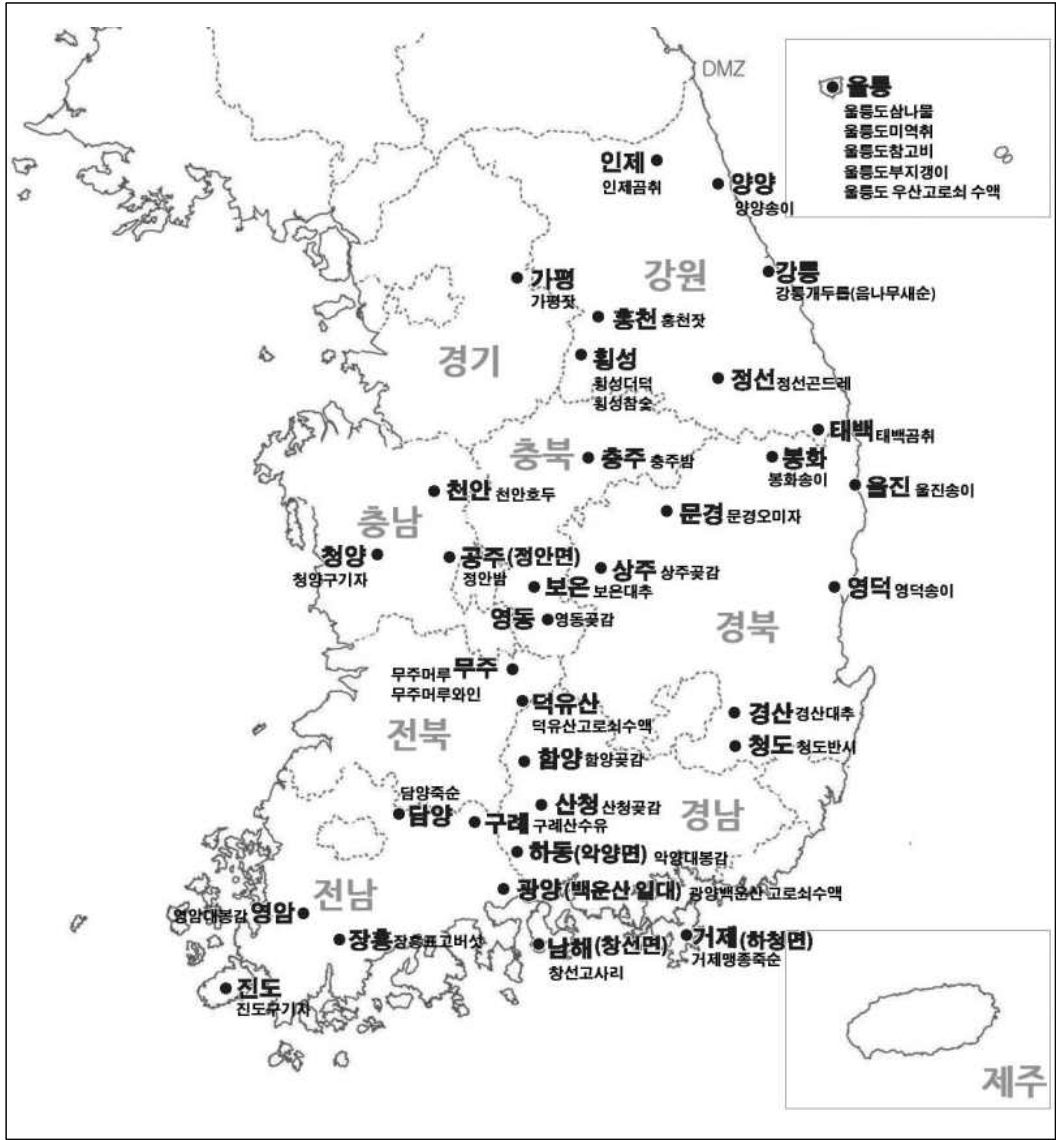 DMZ
울릉
울릉도삼나물
울릉도미역취
울릉도참고비
울릉도부지갱이
울릉도 우산고로쇠 수액
인제
인제곰취
양양
양양송이
강원
강릉
강릉개두릅(음나무새순)
가평
가평잣
홍천 홍천잣
경기
횡성
횡성더덕
횡성참숯
정선 정선곤드레
태백 태백곰취
충북
충주 충주밤
봉화
봉화송이
울진 울진송이
천안 천안호두
문경 문경오미자
충남
청양
청양구기자
공주(정안면)
정안밤
상주 상주곶감
보은 보은대추
영덕 영덕송이
영동 영동곶감
경북
무주머루 무주
무주머루와인
덕유산
덕유산고로쇠수액
전북
경산 경산대추
청도 청도반시
함양 함양곶감
담양죽순
담양
산청 산청곶감
경남
구례 구례산수유
하동(악양면) 악양대봉감
전남
광양(백운산 일대) 광양백운산 고로쇠수액
영암대봉감 영암
장흥 장흥표고버섯
남해(창선면)
창선고사리
거제(하청면)
거제맹종죽순
진도
진도구기자
제주